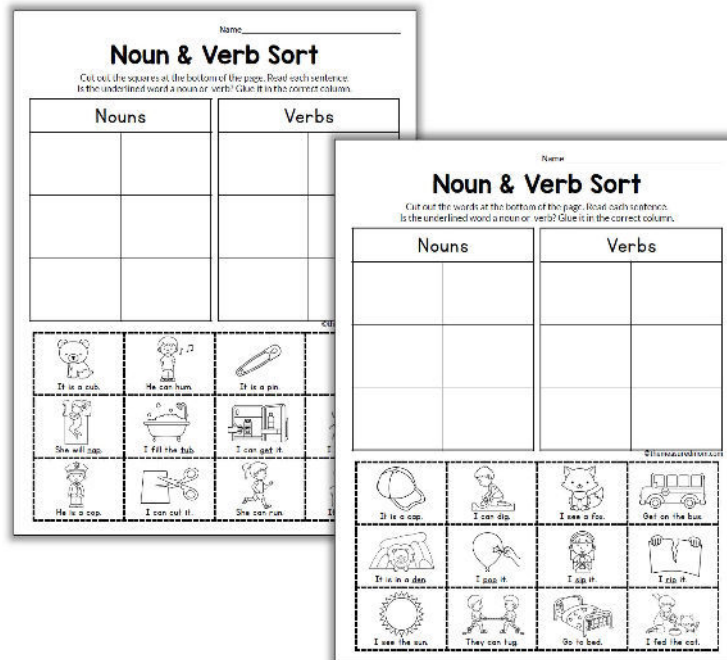 Name
Noun & Verb Sort
Cut out the squares at the bottom of the page. Read each sentence.
Is the underlined word a noun or verb? Glue it in the correct column.
Nouns Verbs
It is a cub. He can hum. It is a pin.
She will nap. I fill the tub. I can get it. I
He is a cop. I can cut it. She can run.
Name
Noun & Verb Sort
Cut out the words at the bottom of the page. Read each sentence.
Is the underlined word a noun or verb? Glue it in the correct column.
Nouns Verbs
©themeasuredmom.com
It is a cap. I can dip. I see a fox. Get on the bus.
It is in a den. I pop it. I sip it. I rip it.
I see the sun. They can tug. Go to bed. I fed the cat.